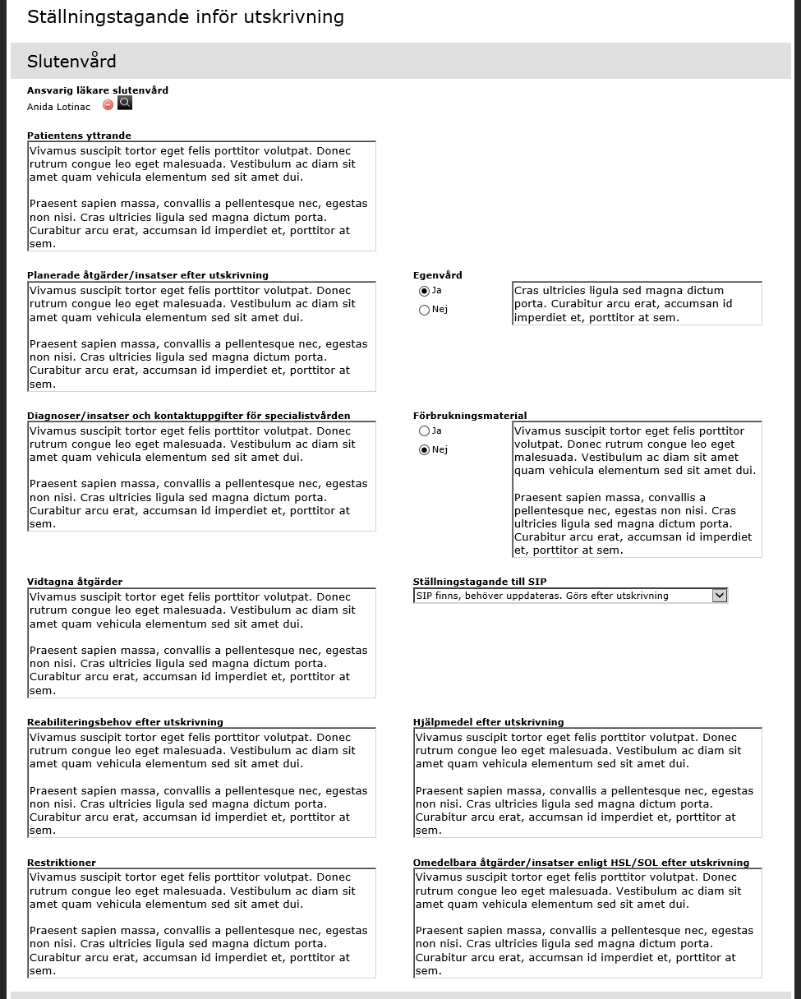 Ställningstagande inför utskrivning
Slutenvård
Ansvarig läkare slutenvård
Anida Lotinac
Patientens yttrande
Vivamus suscipit tortor eget felis porttitor volutpat. Donec
rutrum congue leo eget malesuada. Vestibulum ac diam sit
amet quam vehicula elementum sed sit amet dui.
Praesent sapien massa, convallis a pellentesque nec, egestas
non nisi. Cras ultricies ligula sed magna dictum porta.
Curabitur arcu erat, accumsan id imperdiet et, porttitor at
sem.
Planerade åtgärder/insatser efter utskrivning
Vivamus suscipit tortor eget felis porttitor volutpat. Donec
rutrum congue leo eget malesuada. Vestibulum ac diam sit
amet quam vehicula elementum sed sit amet dui.
Praesent sapien massa, convallis a pellentesque nec, egestas
non nisi. Cras ultricies ligula sed magna dictum porta.
Curabitur arcu erat, accumsan id imperdiet et, porttitor at
sem.
Egenvård
Ja
Nej
Cras ultricies ligula sed magna dictum
porta. Curabitur arcu erat, accumsan id
imperdiet et, porttitor at sem.
Diagnoser/insatser och kontaktuppgifter för specialistvården
Vivamus suscipit tortor eget felis porttitor volutpat. Donec
rutrum congue leo eget malesuada. Vestibulum ac diam sit
amet quam vehicula elementum sed sit amet dui.
Praesent sapien massa, convallis a pellentesque nec, egestas
non nisi. Cras ultricies ligula sed magna dictum porta.
Curabitur arcu erat, accumsan id imperdiet et, porttitor at
sem.
Förbrukningsmaterial
Ja
Nej
Vivamus suscipit tortor eget felis porttitor
volutpat. Donec rutrum congue leo eget
malesuada. Vestibulum ac diam sit amet
quam vehicula elementum sed sit amet dui.
Praesent sapien massa, convallis a
pellentesque nec, egestas non nisi. Cras
ultricies ligula sed magna dictum porta.
Curabitur arcu erat, accumsan id imperdiet
et, porttitor at sem.
Vidtagna åtgärder
Vivamus suscipit tortor eget felis porttitor volutpat. Donec
rutrum congue leo eget malesuada. Vestibulum ac diam sit
amet quam vehicula elementum sed sit amet dui.
Praesent sapien massa, convallis a pellentesque nec, egestas
non nisi. Cras ultricies ligula sed magna dictum porta.
Curabitur arcu erat, accumsan id imperdiet et, porttitor at
sem.
Ställningstagande till SIP
SIP finns, behöver uppdateras. Görs efter utskrivning
Reabiliteringsbehov efter utskrivning
Vivamus suscipit tortor eget felis porttitor volutpat. Donec
rutrum congue leo eget malesuada. Vestibulum ac diam sit
amet quam vehicula elementum sed sit amet dui.
Praesent sapien massa, convallis a pellentesque nec, egestas
non nisi. Cras ultricies ligula sed magna dictum porta.
Curabitur arcu erat, accumsan id imperdiet et, porttitor at
sem.
Hjälpmedel efter utskrivning
Vivamus suscipit tortor eget felis porttitor volutpat. Donec
rutrum congue leo eget malesuada. Vestibulum ac diam sit
amet quam vehicula elementum sed sit amet dui.
Praesent sapien massa, convallis a pellentesque nec, egestas
non nisi. Cras ultricies ligula sed magna dictum porta.
Curabitur arcu erat, accumsan id imperdiet et, porttitor at
sem.
Restriktioner
Vivamus suscipit tortor eget felis porttitor volutpat. Donec
rutrum congue leo eget malesuada. Vestibulum ac diam sit
amet quam vehicula elementum sed sit amet dui.
Praesent sapien massa, convallis a pellentesque nec, egestas
non nisi. Cras ultricies ligula sed magna dictum porta.
Curabitur arcu erat, accumsan id imperdiet et, porttitor at
sem.
Omedelbara åtgärder/insatser enligt HSL/SOL efter utskrivning
Vivamus suscipit tortor eget felis porttitor volutpat. Donec
rutrum congue leo eget malesuada. Vestibulum ac diam sit
amet quam vehicula elementum sed sit amet dui.
Praesent sapien massa, convallis a pellentesque nec, egestas
non nisi. Cras ultricies ligula sed magna dictum porta.
Curabitur arcu erat, accumsan id imperdiet et, porttitor at
sem.